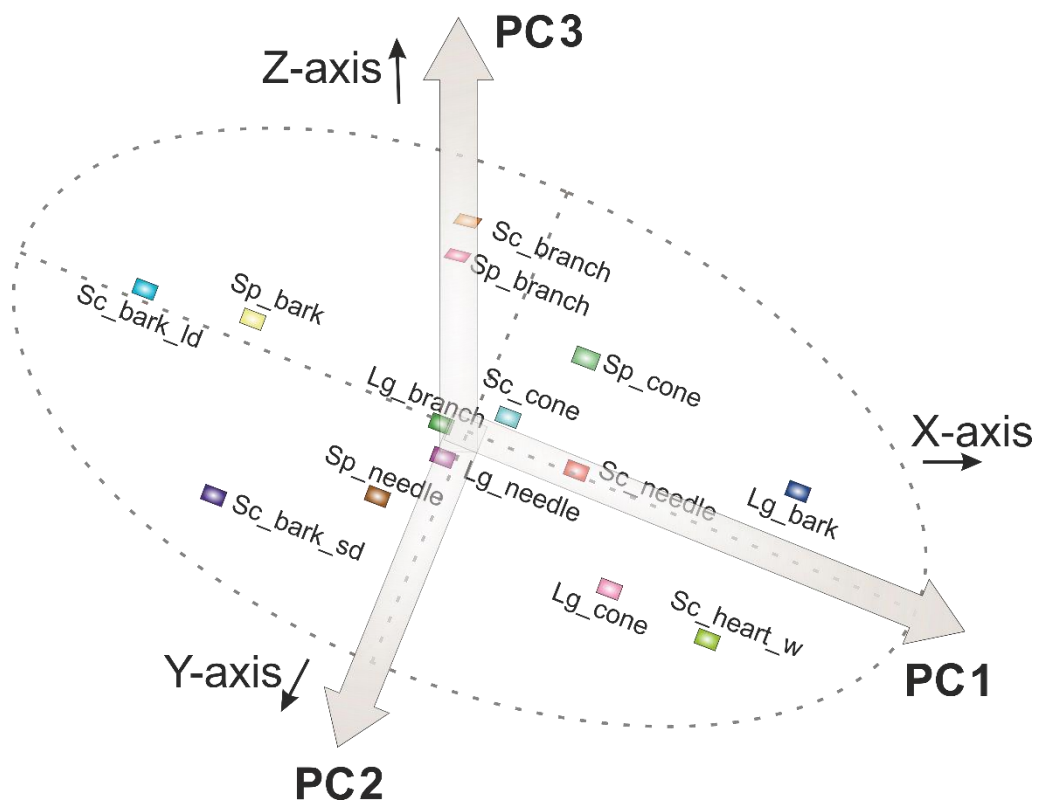 PC3
Z-axis
Sc_branch
Sp_branch
Sp_bark
Sc_bark_ld
Sp_cone
Lg_branch
Sc_cone
X-axis
Sc_needle
Lg_bark
Sp_needle
Lg_needle
Sc_bark_sd
Lg_cone
Sc_heart_w
Y-axis
PC1
PC2